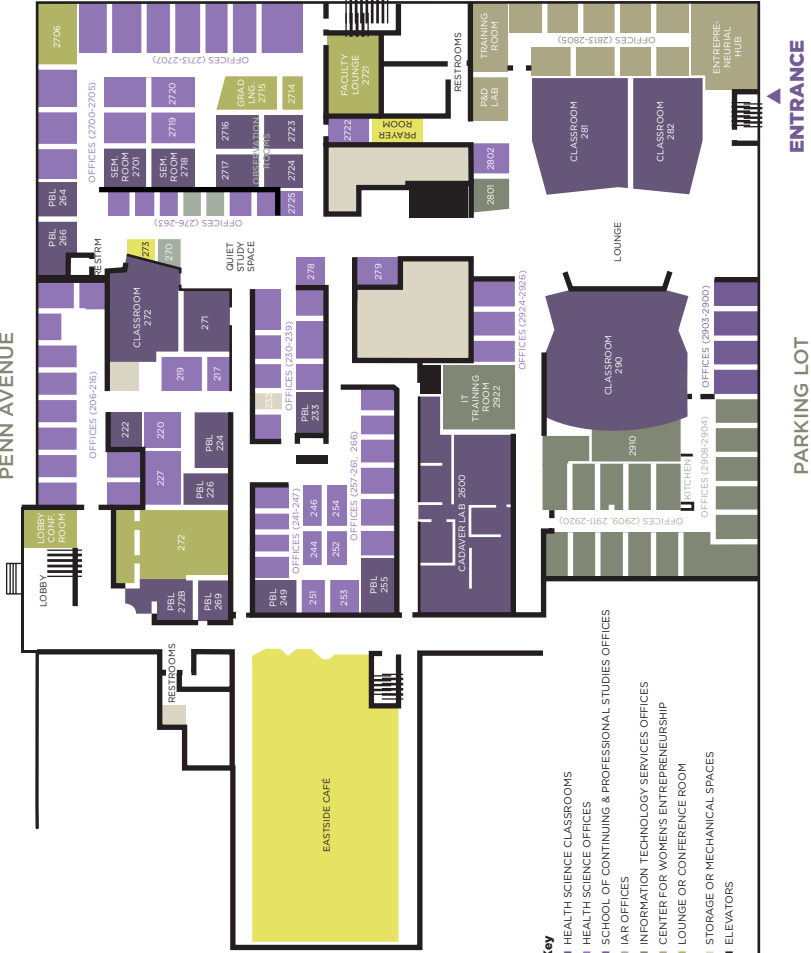 2706
OFFICES (2713-2707)
FACULTY
LOUNGE
2721
RESTROOMS
TRAINING
ROOM
OFFICES (2813-2805)
ENTREPRE-
NEURIAL
HUB
OFFICES (2700-2705)
2720
GRAD
LNG.
2715
2714
P&D
LAB
CLASSROOM
281
CLASSROOM
282
ENTRANCE
2719
2716
OBSERVATION
ROOMS
2723
2722
PRAYER
ROOM
SEM.
ROOM
2701
SEM.
ROOM
2718
2717
2724
2802
PBL
264
2801
OFFICES (276-263)
2725
PBL
266
RESTRM
273
270
QUIET
STUDY
SPACE
LOUNGE
278
279
CLASSROOM
272
271
OFFICES (230-239)
OFFICES (2924-2926)
OFFICES (2903-2900)
PENN AVENUE
PARKING LOT
CLASSROOM
290
219
217
OFFICES (206-216)
232
PBL
233
IT
TRAINING
ROOM
2922
222
220
PBL
224
OFFICES (257-261, 266)
2910
227
PBL
226
KITCHEN
OFFICES (2908-2904)
OFFICES (241-247)
246
254
CADAVER LAB 2600
OFFICES (2909, 2911-2920)
LOBBY
CONF.
ROOM
272
244
252
LOBBY
PBL
272B
PBL
269
PBL
249
251
253
PBL
255
RESTROOMS
EASTSIDE CAFÉ
Key
HEALTH SCIENCE CLASSROOMS
HEALTH SCIENCE OFFICES
SCHOOL OF CONTINUING & PROFESSIONAL STUDIES OFFICES
IAR OFFICES
INFORMATION TECHNOLOGY SERVICES OFFICES
CENTER FOR WOMEN'S ENTREPRENEURSHIP
LOUNGE OR CONFERENCE ROOM
STORAGE OR MECHANICAL SPACES
ELEVATORS